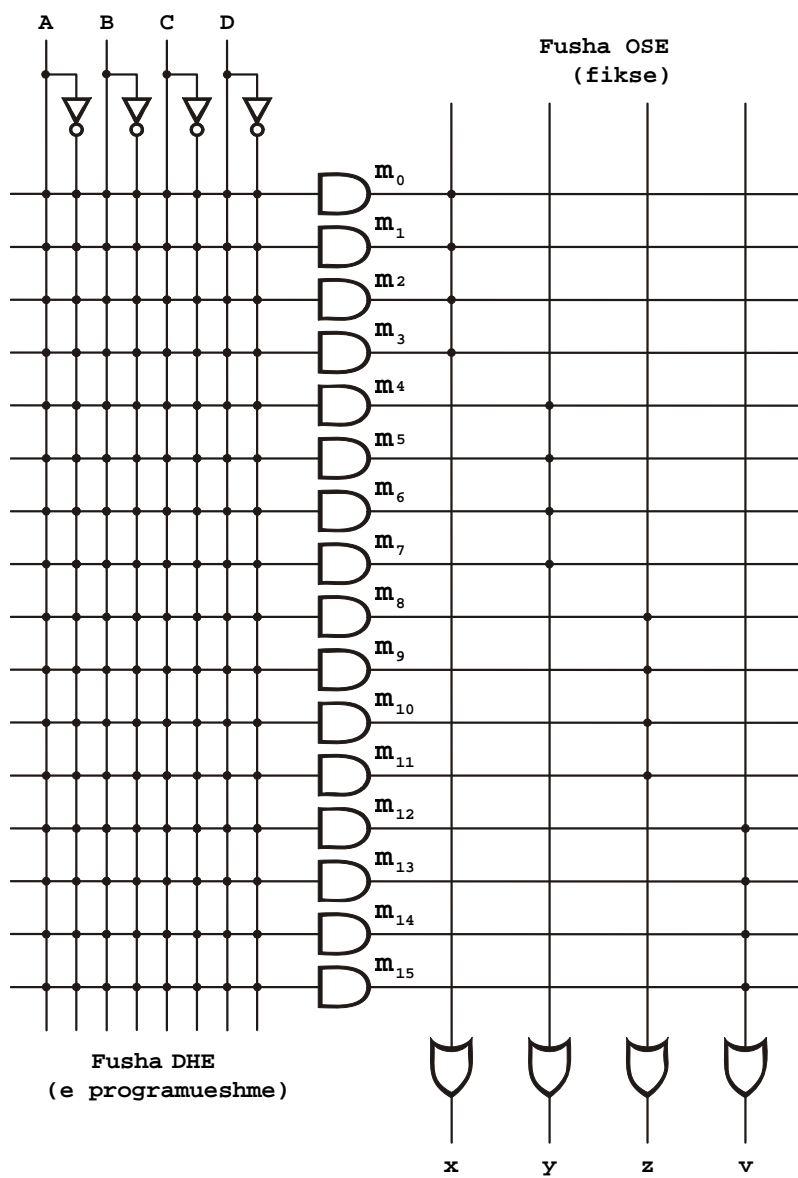 A B C D
Fusha OSE
(fikse)
m0
m1
m2
m3
m4
m5
m6
m7
m8
m9
m10
m11
m12
m13
m14
m15
Fusha DHE
(e programueshme)
x y z v